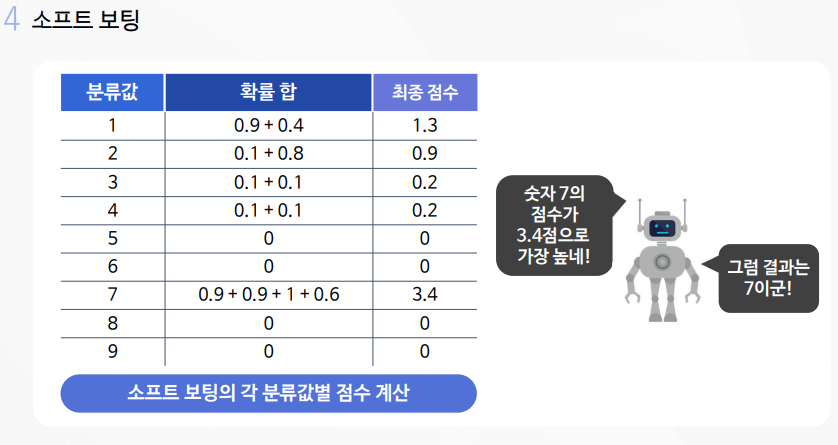 4 소프트 보팅
분류값 확률 합 최종 점수
1 0.9 + 0.4 1.3
2 0.1 + 0.8 0.9
3 0.1 + 0.1 0.2
4 0.1 + 0.1 0.2
5 0 0
6 0 0
7 0.9 + 0.9 + 1 + 0.6 3.4
8 0 0
9 0 0
소프트 보팅의 각 분류값별 점수 계산
숫자 7의
점수가
3.4점으로
가장 높네!
그럼 결과는
7이군!